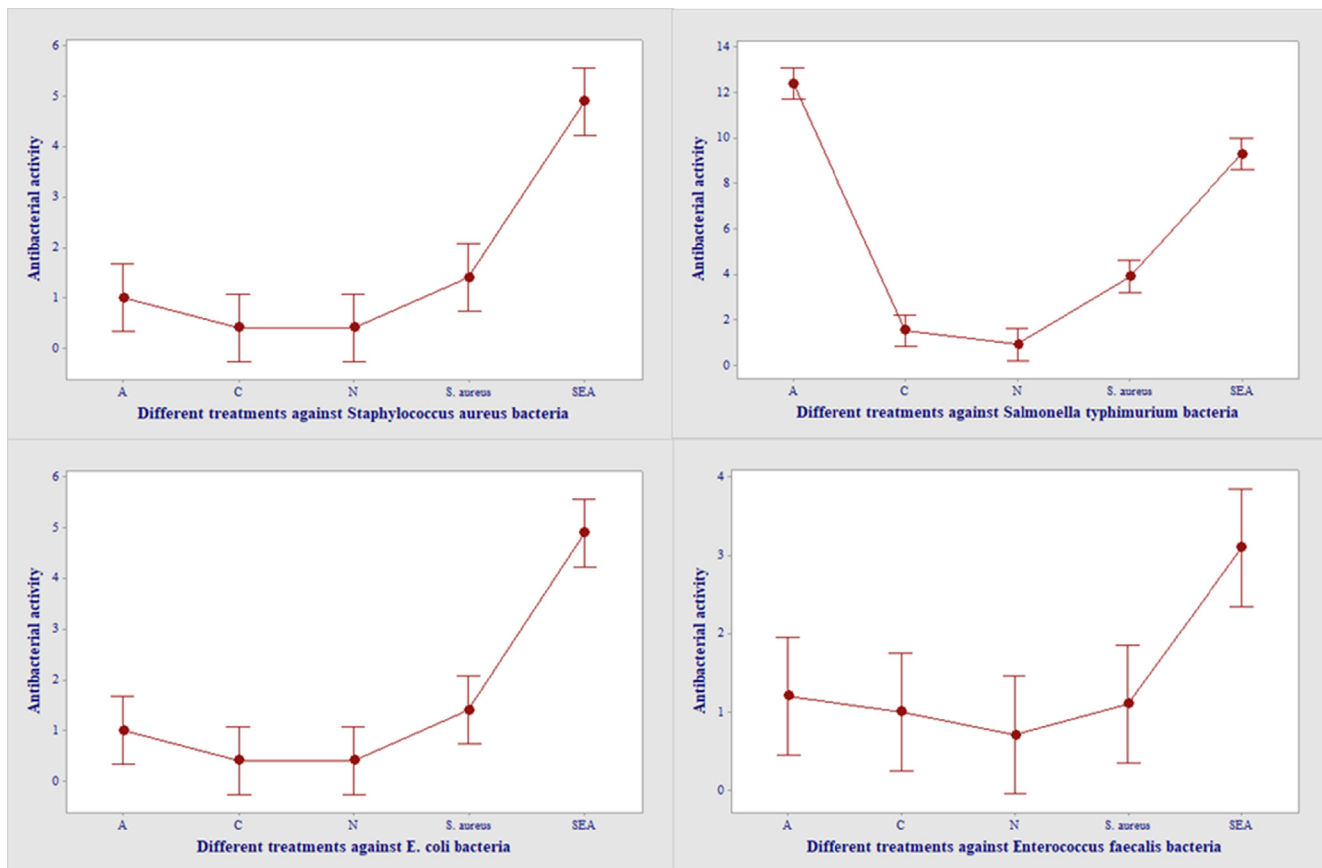 6
5
4
3
2
1
0
Antibacterial activity
A C N S. aureus SEA
Different treatments against Staphylococcus aureus bacteria
14
12
10
8
6
4
2
0
Antibacterial activity
A C N S. aureus SEA
Different treatments against Salmonella typhimurium bacteria
6
5
4
3
2
1
0
Antibacterial activity
A C N S. aureus SEA
Different treatments against E. coli bacteria
4
3
2
1
0
Antibacterial activity
A C N S. aureus SEA
Different treatments against Enterococcus faecalis bacteria